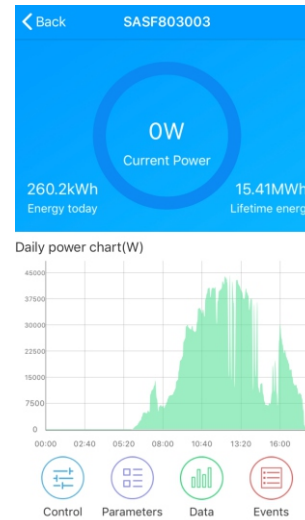 Back SASF803003
0W
Current Power
260.2kWh 15.41MWh
Energy today Lifetime energ
Daily power chart(W)
45000
37500
30000
22500
15000
7500
0
00:00 02:40 05:20 08:00 10:40 13:20 16:00
Control Parameters Data Events